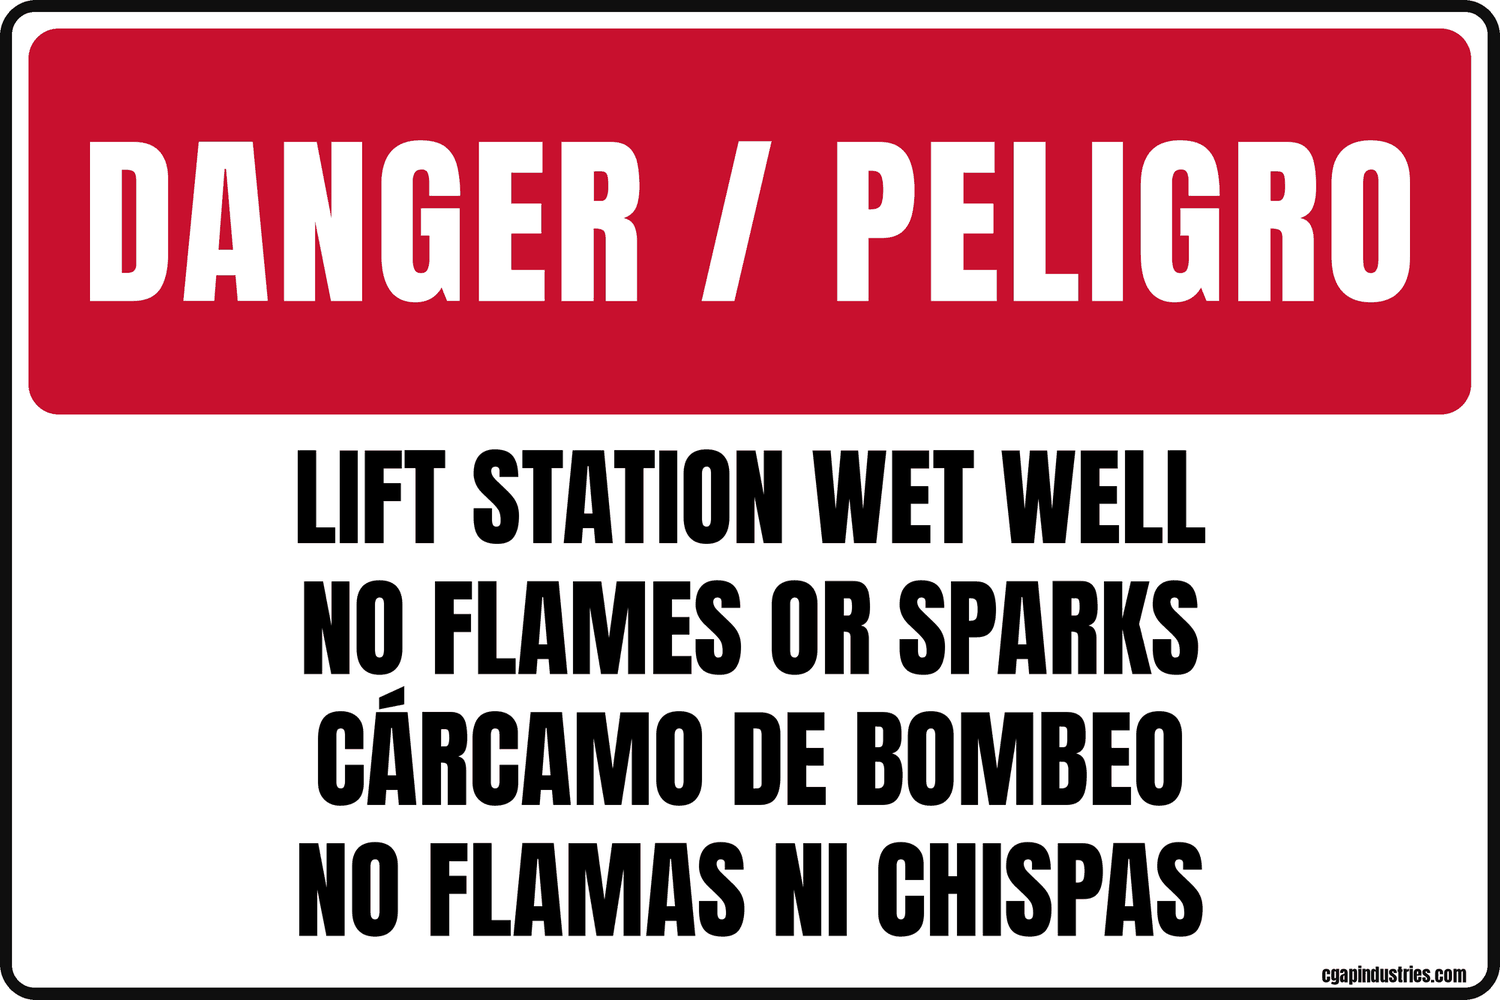 DANGER / PELIGRO
LIFT STATION WET WELL
NO FLAMES OR SPARKS
CÁRCAMO DE BOMBEO
NO FLAMAS NI CHISPAS
cgapindustries.com